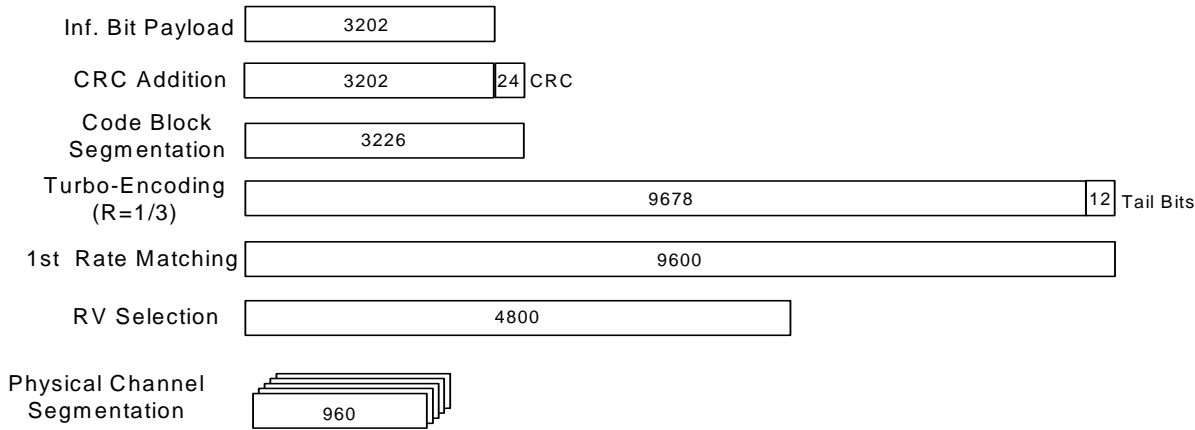 Inf. Bit Payload 3202
CRC Addition 3202 24 CRC
Code Block
Segmentation 3226
Turbo-Encoding
(R=1/3) 9678 12 Tail Bits
1st Rate Matching 9600
RV Selection 4800
Physical Channel
Segmentation 960